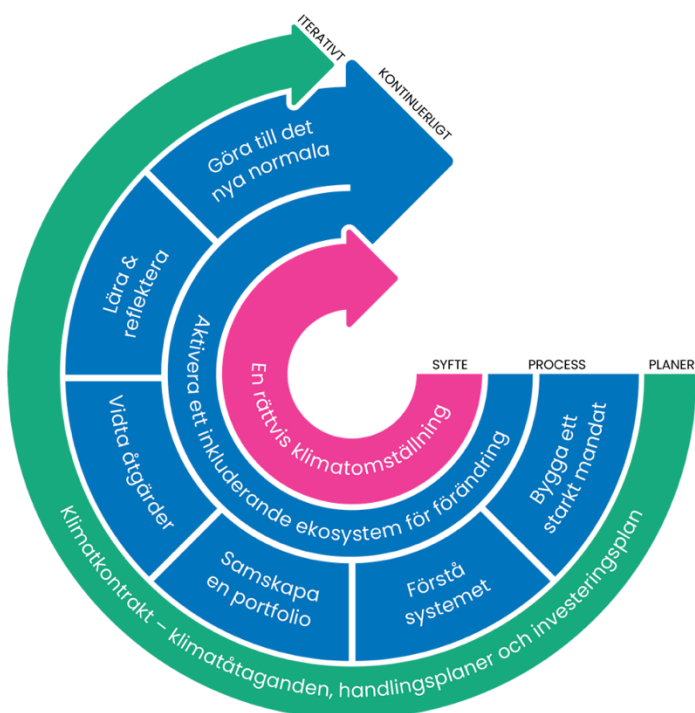 ITERATIVT
KONTINUERLIGT
Göra till det
nya normala
Lära &
reflektera
Aktivera ett inkluderande ekosystem för förändring
En rättvis klimatomställning
SYFTE
PROCESS
PLANER
Bygga ett
starkt mandat
Vidta åtgärder
Samskapa
en portfolio
Förstå
systemet
Klimatkontrakt – klimatåtaganden, handlingsplaner och investeringsplan